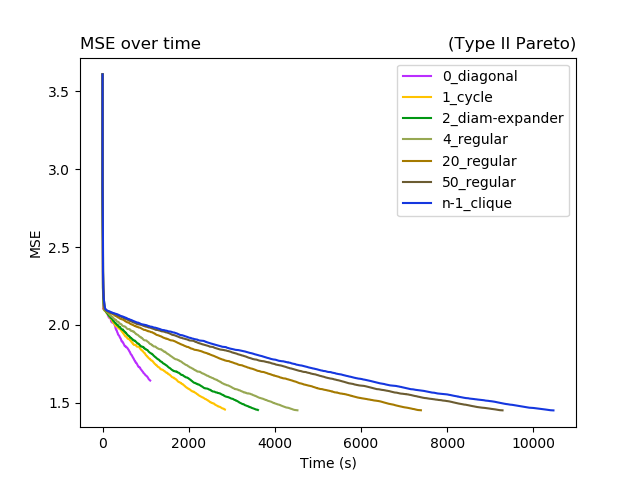 MSE over time (Type II Pareto)
0_diagonal
1_cycle
2_diam-expander
4_regular
20_regular
50_regular
n-1_clique
3.5
3.0
2.5
2.0
1.5
MSE
0 2000 4000 6000 8000 10000
Time (s)